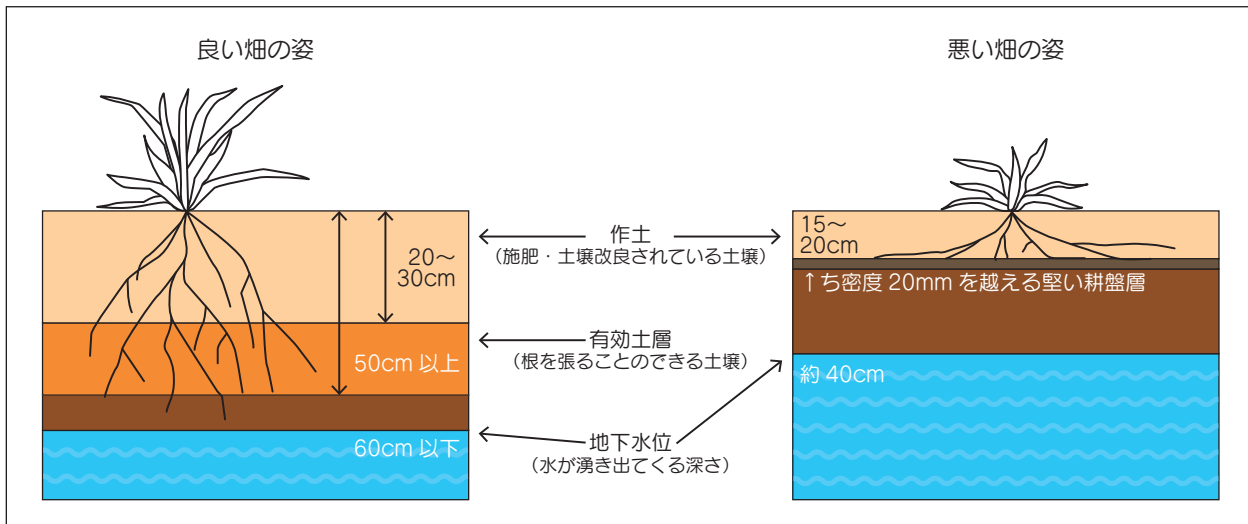 良い畑の姿
20〜
30cm
50cm 以上
60cm 以下
作土
(施肥・土壌改良されている土壌)
有効土層
(根を張ることのできる土壌)
地下水位
(水が湧き出てくる深さ)
悪い畑の姿
15〜
20cm
↑ち密度 20mm を越える堅い耕盤層
約 40cm